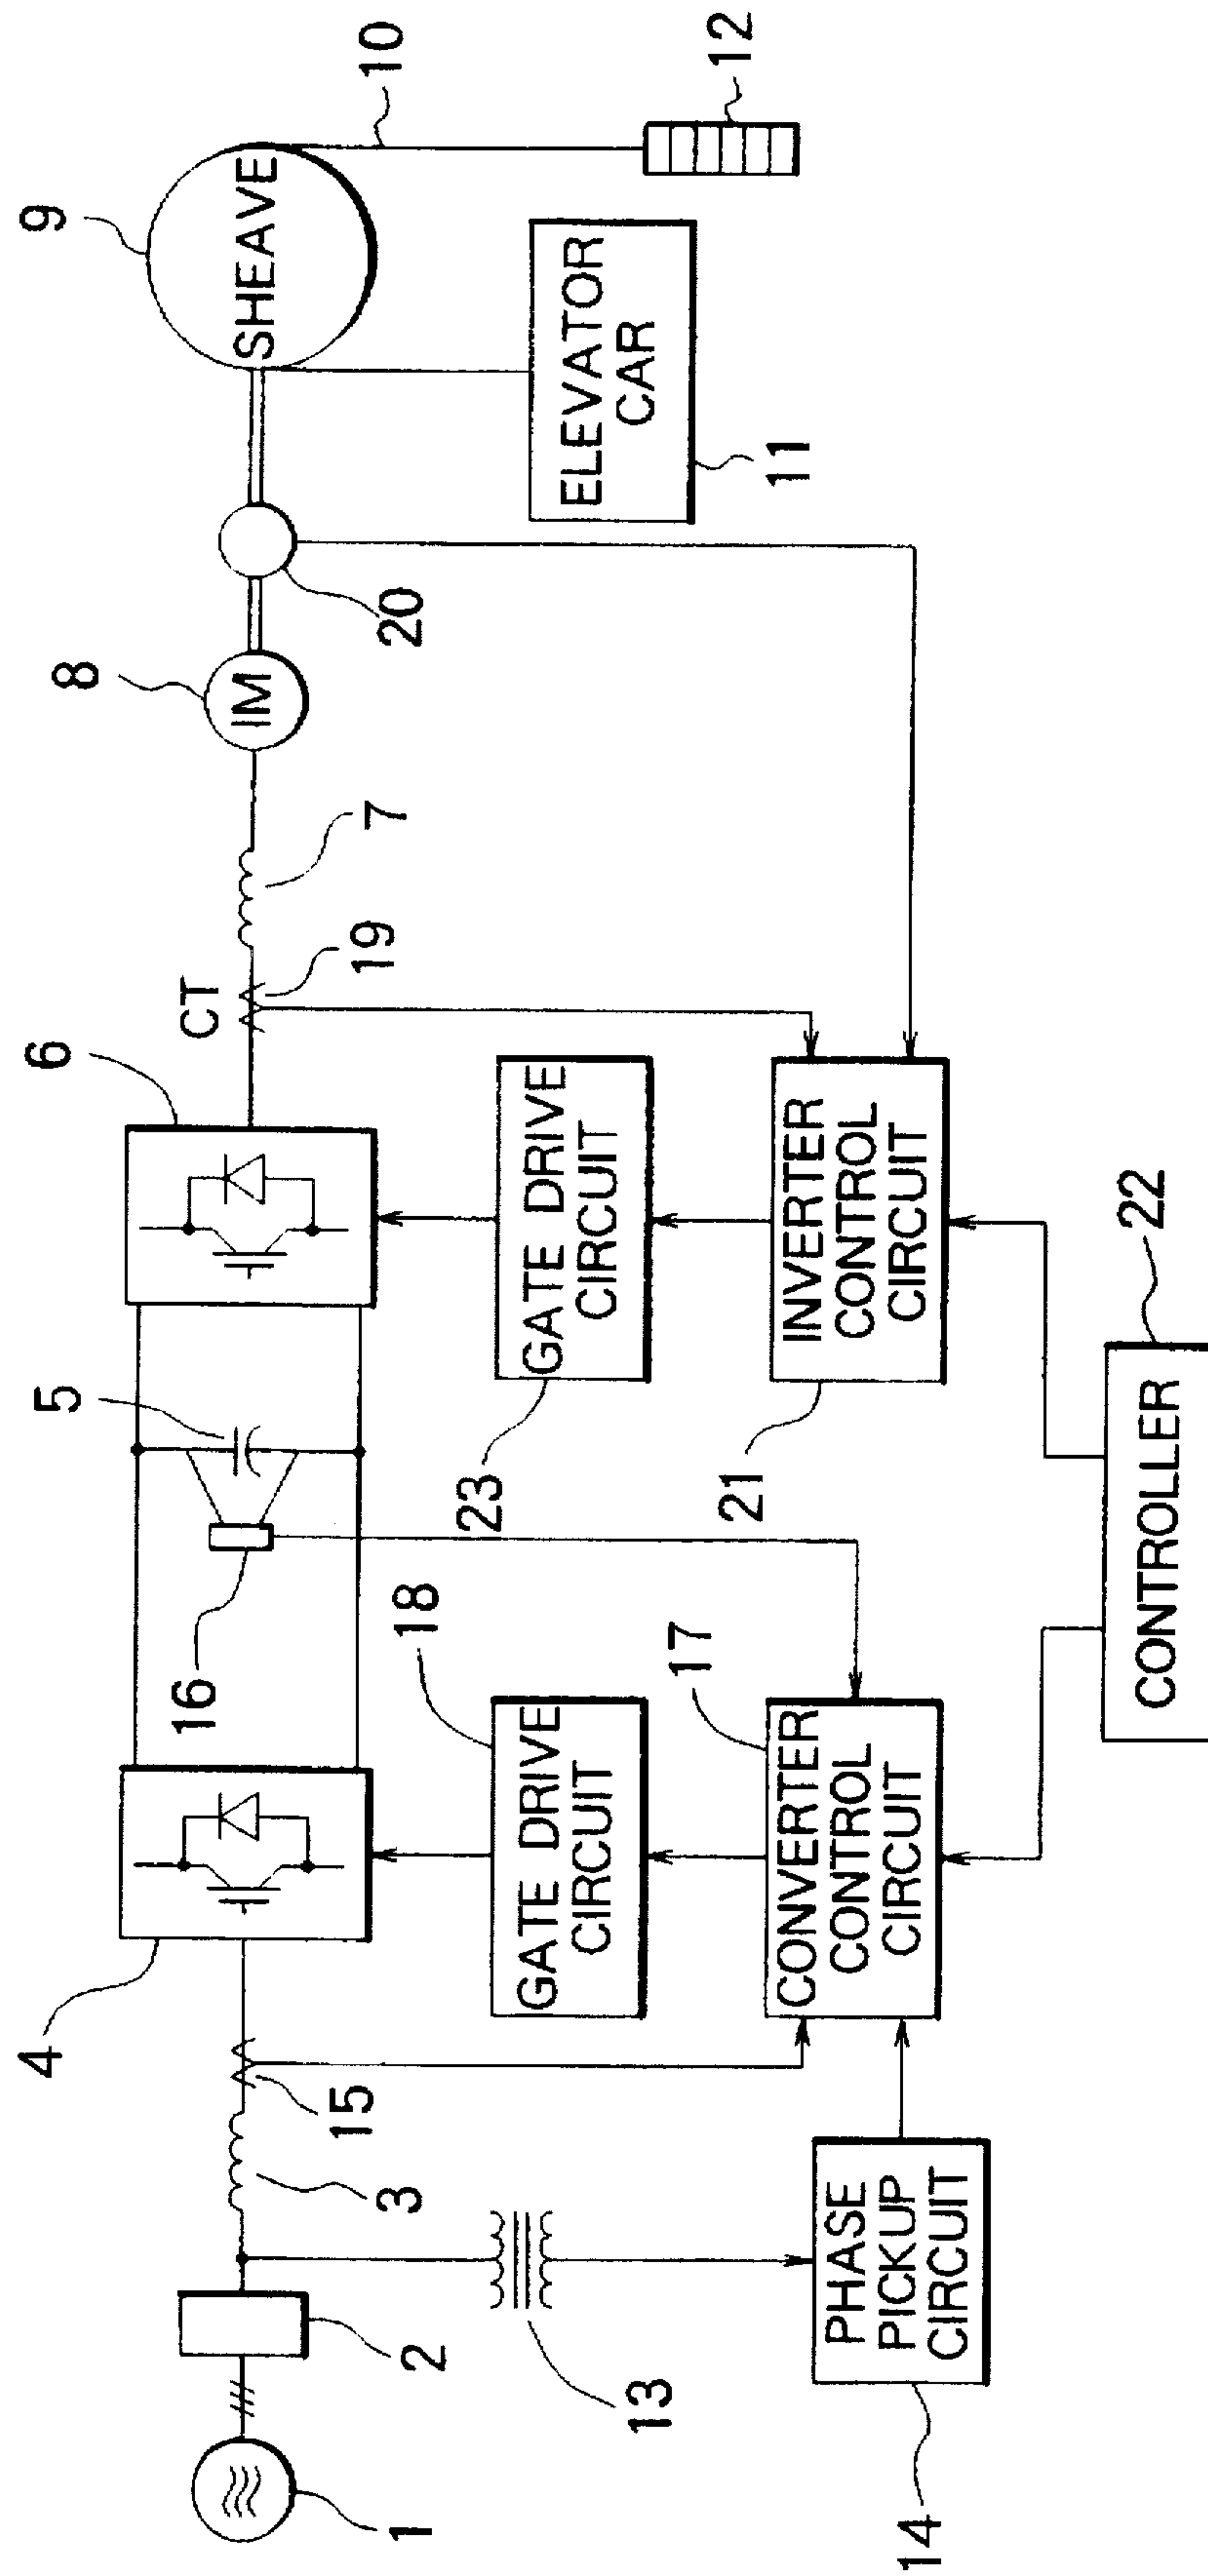 1
2
3
4
5
6
7
8
9
10
11
12
13
14
15
16
17
18
19
20
21
22
23
CT
IM
SHEAVE
ELEVATOR
CAR
GATE DRIVE
CIRCUIT
GATE DRIVE
CIRCUIT
PHASE
PICKUP
CIRCUIT
CONVERTER
CONTROL
CIRCUIT
INVERTER
CONTROL
CIRCUIT
CONTROLLER